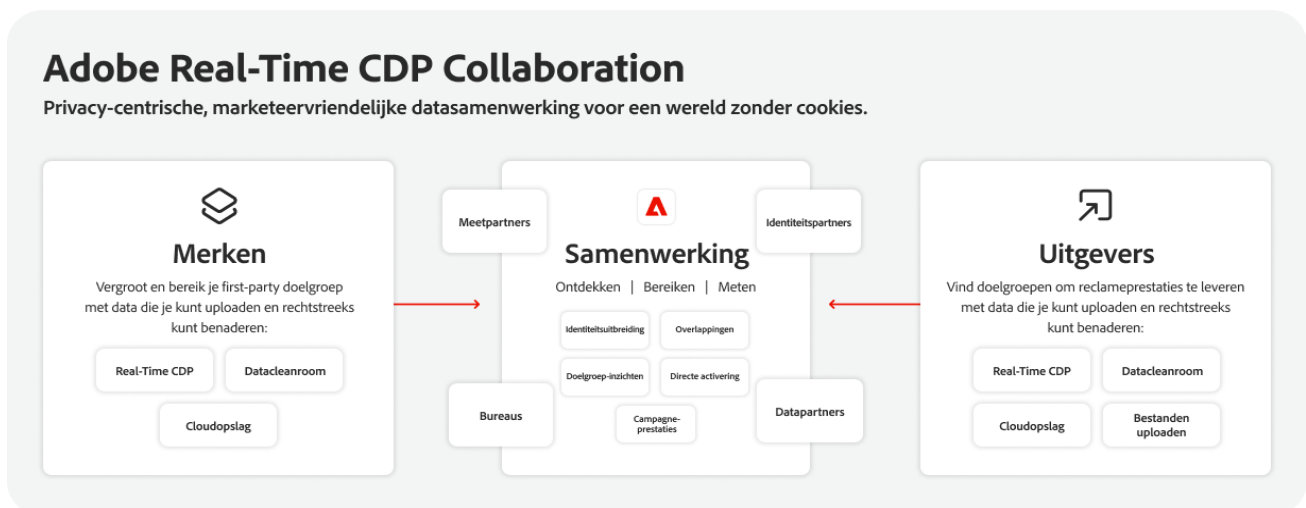 Adobe Real-Time CDP Collaboration
Privacy-centrische, marketeervriendelijke datasamenwerking voor een wereld zonder cookies.
Merken
Vergroot en bereik je first-party doelgroep
met data die je kunt uploaden en rechtstreeks
kunt benaderen:
Real-Time CDP
Datacleanroom
Cloudopslag
Meetpartners
Identiteitspartners
Samenwerking
Ontdekken | Bereiken | Meten
Identiteitsuitbreiding
Overlappingen
Doelgroep-inzichten
Directe activering
Campagne-
prestaties
Bureaus
Datapartners
Uitgevers
Vind doelgroepen om reclameprestaties te leveren
met data die je kunt uploaden en rechtstreeks
kunt benaderen:
Real-Time CDP
Datacleanroom
Cloudopslag
Bestanden
uploaden